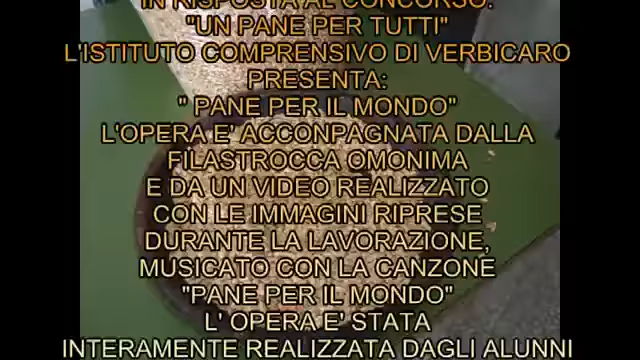 IN RISPOSTA AL CONCORSO:
"UN PANE PER TUTTI"
L'ISTITUTO COMPRENSIVO DI VERBICARO
PRESENTA:
" PANE PER IL MONDO"
L'OPERA E' ACCONPAGNATA DALLA
FILASTROCCA OMONIMA
E DA UN VIDEO REALIZZATO
CON LE IMMAGINI RIPRESE
DURANTE LA LAVORAZIONE,
MUSICATO CON LA CANZONE
"PANE PER IL MONDO"
L' OPERA E' STATA
INTERAMENTE REALIZZATA DAGLI ALUNNI